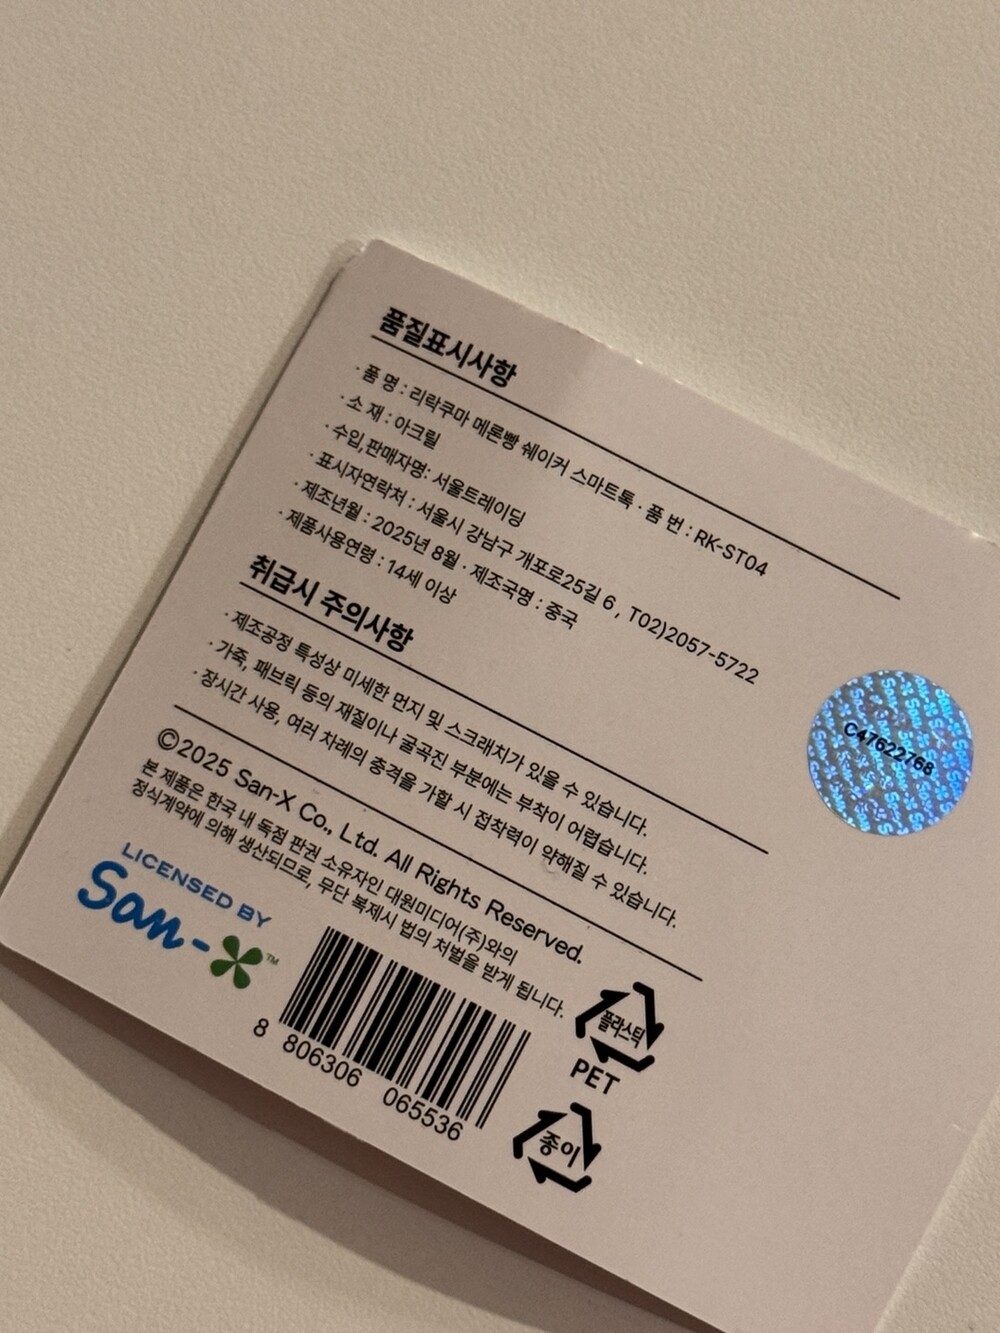 품질표시사항
· 품 명 : 리락쿠마 메론빵 쉐이커 스마트톡 · 품 번 : RK-ST04
· 소 재 : 아크릴
· 수입,판매자명: 서울트레이딩
· 표시자연락처 : 서울시 강남구 개포로25길 6 , T02)2057-5722
· 제조년월 : 2025년 8월 · 제조국명 : 중국
· 제품사용연령 : 14세 이상
취급시 주의사항
· 제조공정 특성상 미세한 먼지 및 스크래치가 있을 수 있습니다.
· 가죽, 패브릭 등의 재질이나 굴곡진 부분에는 부착이 어렵습니다.
· 장시간 사용, 여러 차례의 충격을 가할 시 접착력이 약해질 수 있습니다.
©2025 San-X Co., Ltd. All Rights Reserved.
본 제품은 한국 내 독점 판권 소유자인 대원미디어(주)와의
정식계약에 의해 생산되므로, 무단 복제시 법의 처벌을 받게 됩니다.
LICENSED BY
San-X™
8 806306 065536
플라스틱
PET
종이
C47622768